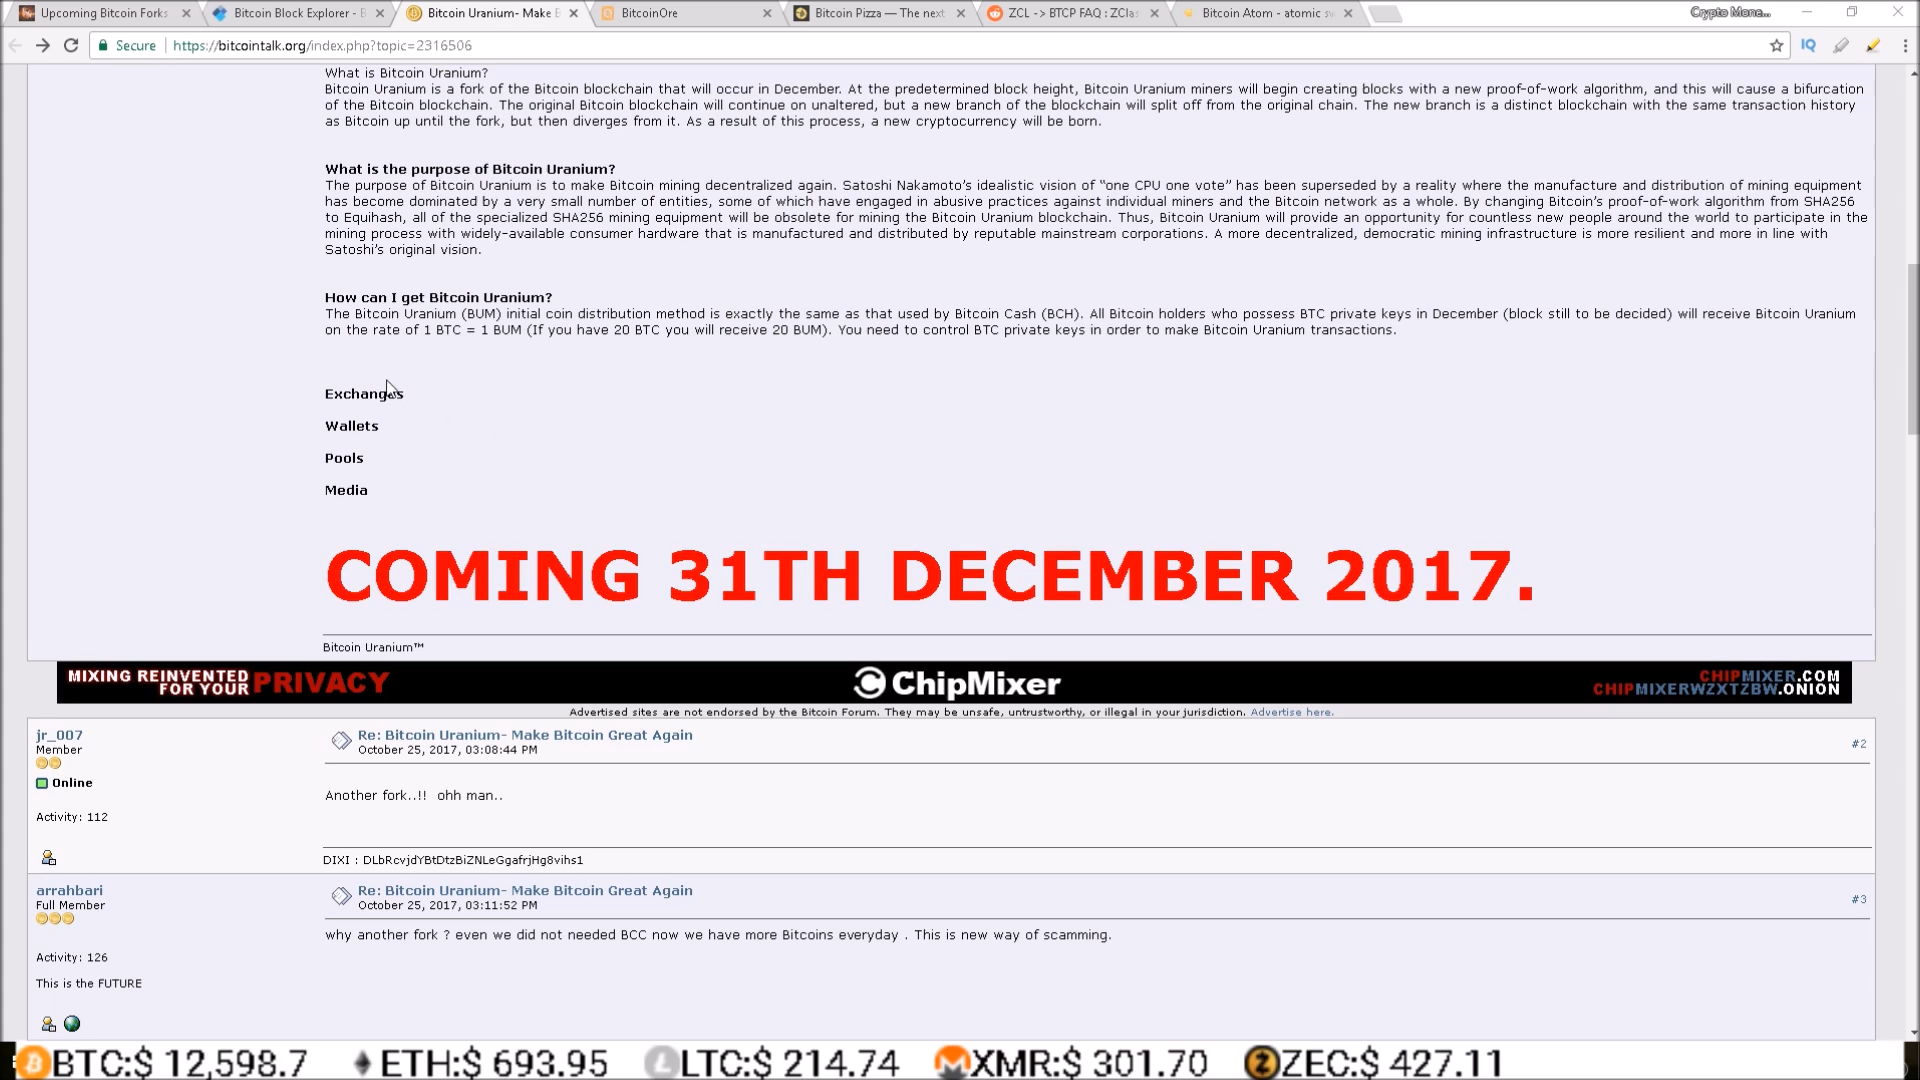 Upcoming Bitcoin Forks
Bitcoin Block Explorer - B
Bitcoin Uranium- Make B
BitcoinOre
Bitcoin Pizza — The next
ZCL -> BTCP FAQ : ZClas
Bitcoin Atom - atomic sw
Crypto Mone...
Secure
https://bitcointalk.org/index.php?topic=2316506
What is Bitcoin Uranium?
Bitcoin Uranium is a fork of the Bitcoin blockchain that will occur in December. At the predetermined block height, Bitcoin Uranium miners will begin creating blocks with a new proof-of-work algorithm, and this will cause a bifurcation
of the Bitcoin blockchain. The original Bitcoin blockchain will continue on unaltered, but a new branch of the blockchain will split off from the original chain. The new branch is a distinct blockchain with the same transaction history
as Bitcoin up until the fork, but then diverges from it. As a result of this process, a new cryptocurrency will be born.
What is the purpose of Bitcoin Uranium?
The purpose of Bitcoin Uranium is to make Bitcoin mining decentralized again. Satoshi Nakamoto’s idealistic vision of “one CPU one vote” has been superseded by a reality where the manufacture and distribution of mining equipment
has become dominated by a very small number of entities, some of which have engaged in abusive practices against individual miners and the Bitcoin network as a whole. By changing Bitcoin’s proof-of-work algorithm from SHA256
to Equihash, all of the specialized SHA256 mining equipment will be obsolete for mining the Bitcoin Uranium blockchain. Thus, Bitcoin Uranium will provide an opportunity for countless new people around the world to participate in the
mining process with widely-available consumer hardware that is manufactured and distributed by reputable mainstream corporations. A more decentralized, democratic mining infrastructure is more resilient and more in line with
Satoshi’s original vision.
How can I get Bitcoin Uranium?
The Bitcoin Uranium (BUM) initial coin distribution method is exactly the same as that used by Bitcoin Cash (BCH). All Bitcoin holders who possess BTC private keys in December (block still to be decided) will receive Bitcoin Uranium
on the rate of 1 BTC = 1 BUM (If you have 20 BTC you will receive 20 BUM). You need to control BTC private keys in order to make Bitcoin Uranium transactions.
Exchanges
Wallets
Pools
Media
COMING 31TH DECEMBER 2017.
Bitcoin Uranium™
MIXING REINVENTED
FOR YOUR PRIVACY
ChipMixer
CHIPMIXER.COM
CHIPMIXERWZXTZBW.ONION
Advertised sites are not endorsed by the Bitcoin Forum. They may be unsafe, untrustworthy, or illegal in your jurisdiction. Advertise here.
jr_007
Member
Online
Activity: 112
Re: Bitcoin Uranium- Make Bitcoin Great Again
October 25, 2017, 03:08:44 PM
#2
Another fork..!! ohh man..
DIXI : DLbRcvjdYBtDtzBiZNLeGgafrjHg8vihs1
arrahbari
Full Member
Activity: 126
This is the FUTURE
Re: Bitcoin Uranium- Make Bitcoin Great Again
October 25, 2017, 03:11:52 PM
#3
why another fork ? even we did not needed BCC now we have more Bitcoins everyday . This is new way of scamming.
BTC:$ 12,598.7 ETH:$ 693.95 LTC:$ 214.74 XMR:$ 301.70 ZEC:$ 427.11